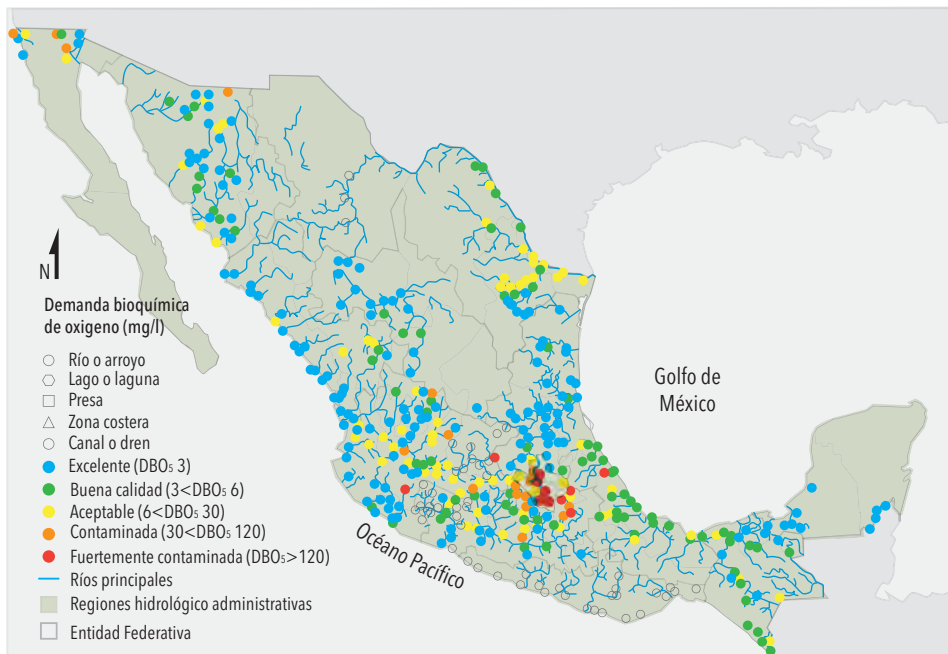 N
Demanda bioquímica
de oxigeno (mg/l)
Río o arroyo
Lago o laguna
Presa
Zona costera
Canal o dren
Excelente (DBO5 3)
Buena calidad (3<DBO5 6)
Aceptable (6<DBO5 30)
Contaminada (30<DBO5 120)
Fuertemente contaminada (DBO5>120)
Ríos principales
Regiones hidrológico administrativas
Entidad Federativa
Golfo de
México
Océano Pacífico